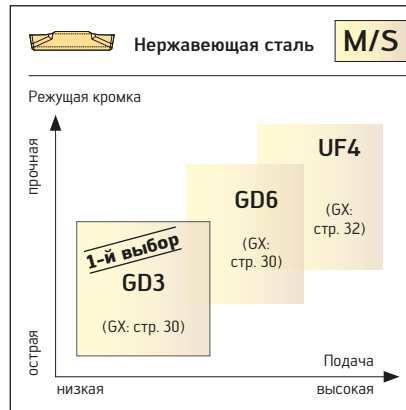 Нержавеющая сталь
M/S
Режущая кромка
прочная
UF4
(GX:
стр. 32)
GD6
(GX:
стр. 30)
1-й выбор
GD3
(GX: стр. 30)
острая
Подача
низкая
высокая